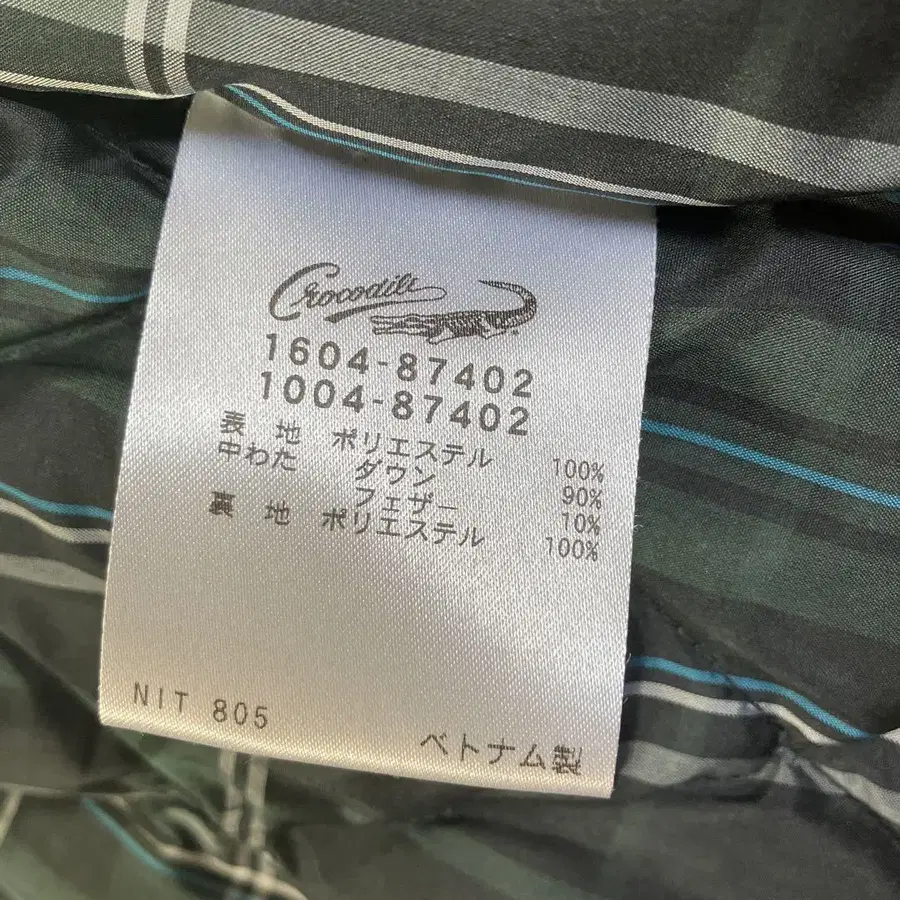 Crocodile
1604-87402
1004-87402
表 地 ポリエステル 100%
中わた ダウン 90%
フェザー 10%
裏 地 ポリエステル 100%
NIT 805
ベトナム製